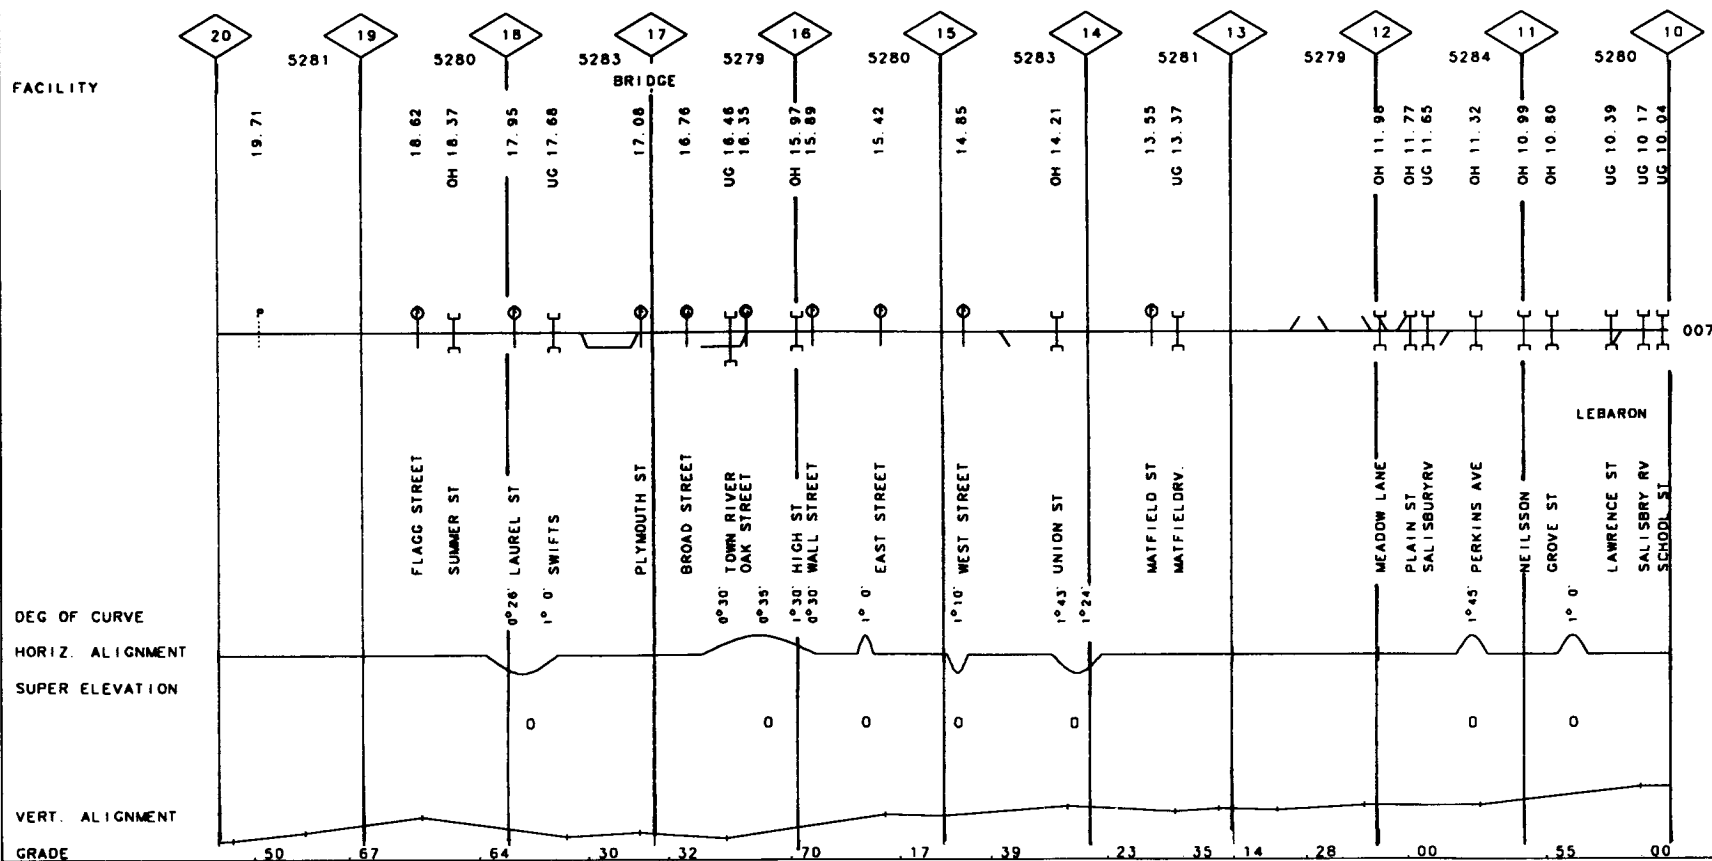 20 19 18 17 16 15 14 13 12 11 10
5281 5280 5283 5279 5280 5283 5281 5279 5284 5280
BRIDGE
FACILITY
19.71
18.62
OH 18.37
17.95
UG 17.68
17.08
16.76
UG 16.46
16.35
OH 15.97
15.89
15.42
14.85
OH 14.21
13.55
UG 13.37
OH 11.98
OH 11.77
UG 11.65
OH 11.32
OH 10.99
OH 10.80
UG 10.39
UG 10.17
UG 10.04
P
007
LEBARON
FLAGG STREET
SUMMER ST
LAUREL ST
SWIFTS
PLYMOUTH ST
BROAD STREET
TOWN RIVER
OAK STREET
HIGH ST
WALL STREET
EAST STREET
WEST STREET
UNION ST
MATFIELD ST
MATFIELDRV.
MEADOW LANE
PLAIN ST
SALISBURYRV
PERKINS AVE
NEILSSON
GROVE ST
LAWRENCE ST
SALISBRY RV
SCHOOL ST
DEG OF CURVE
0°26' 1°0' 0°30' 0°35' 1°30' 0°30' 1°0' 1°10' 1°43' 1°24' 1°45' 1°0'
HORIZ. ALIGNMENT
SUPER ELEVATION
0 0 0 0 0 0 0
VERT. ALIGNMENT
GRADE .50 .67 .64 .30 .32 .70 .17 .39 .23 .35 .14 .28 .00 .55 .00